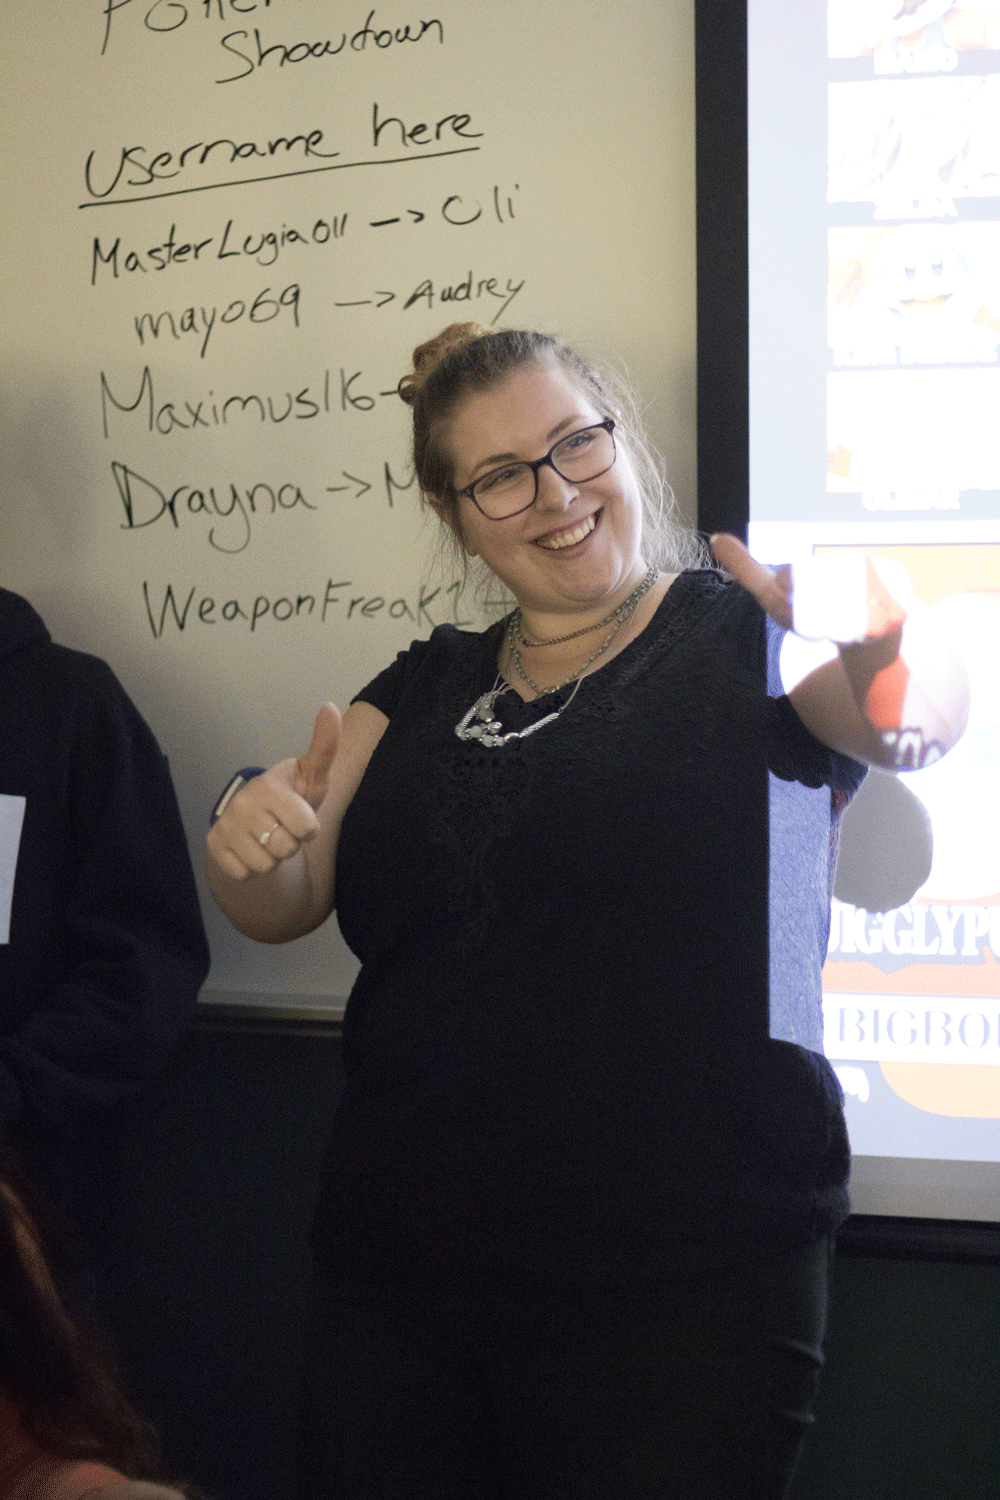 Showdown
Username here
MasterLugia011 --> Oli
mayo69 --> Audrey
Maximus116-
Drayna --> M
WeaponFreak1
JIGGLYPU
BIGBO